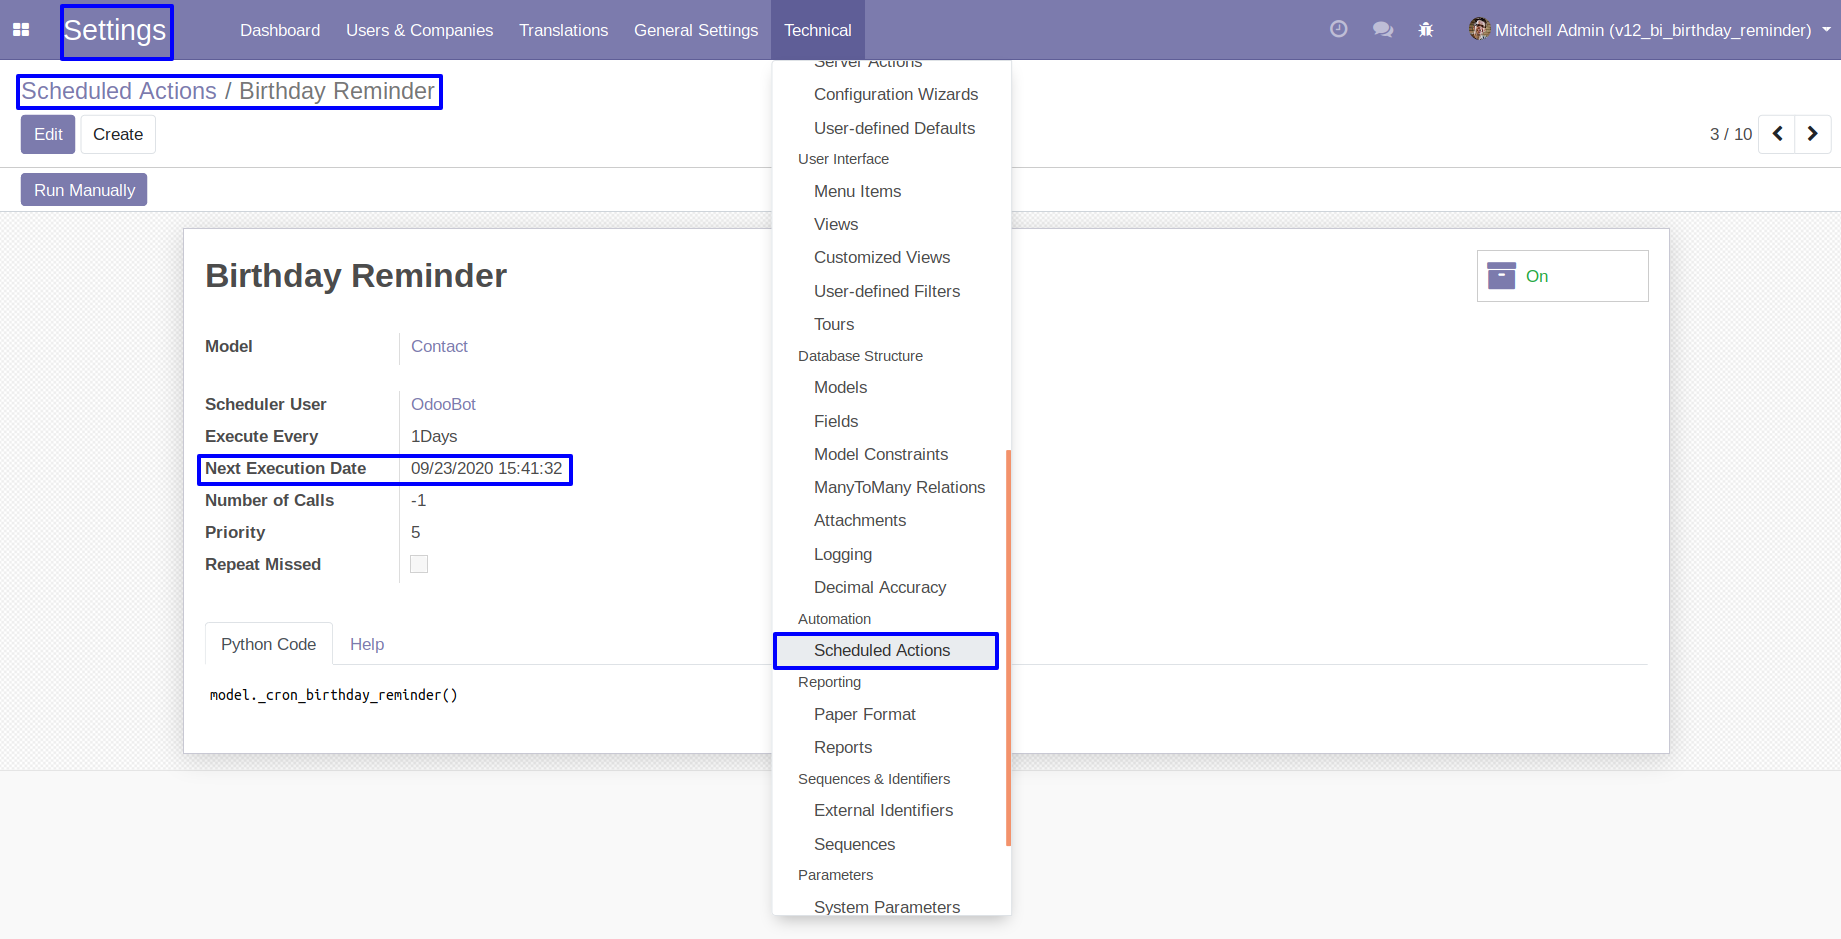 Settings
Dashboard
Users & Companies
Translations
General Settings
Technical
Mitchell Admin (v12_bi_birthday_reminder)
Scheduled Actions / Birthday Reminder
Edit
Create
3 / 10
Run Manually
Server Actions
Configuration Wizards
User-defined Defaults
User Interface
Menu Items
Views
Customized Views
User-defined Filters
Tours
Database Structure
Models
Fields
Model Constraints
ManyToMany Relations
Attachments
Logging
Decimal Accuracy
Automation
Scheduled Actions
Reporting
Paper Format
Reports
Sequences & Identifiers
External Identifiers
Sequences
Parameters
System Parameters
Birthday Reminder
On
Model Contact
Scheduler User OdooBot
Execute Every 1Days
Next Execution Date 09/23/2020 15:41:32
Number of Calls -1
Priority 5
Repeat Missed
Python Code
Help
model._cron_birthday_reminder()